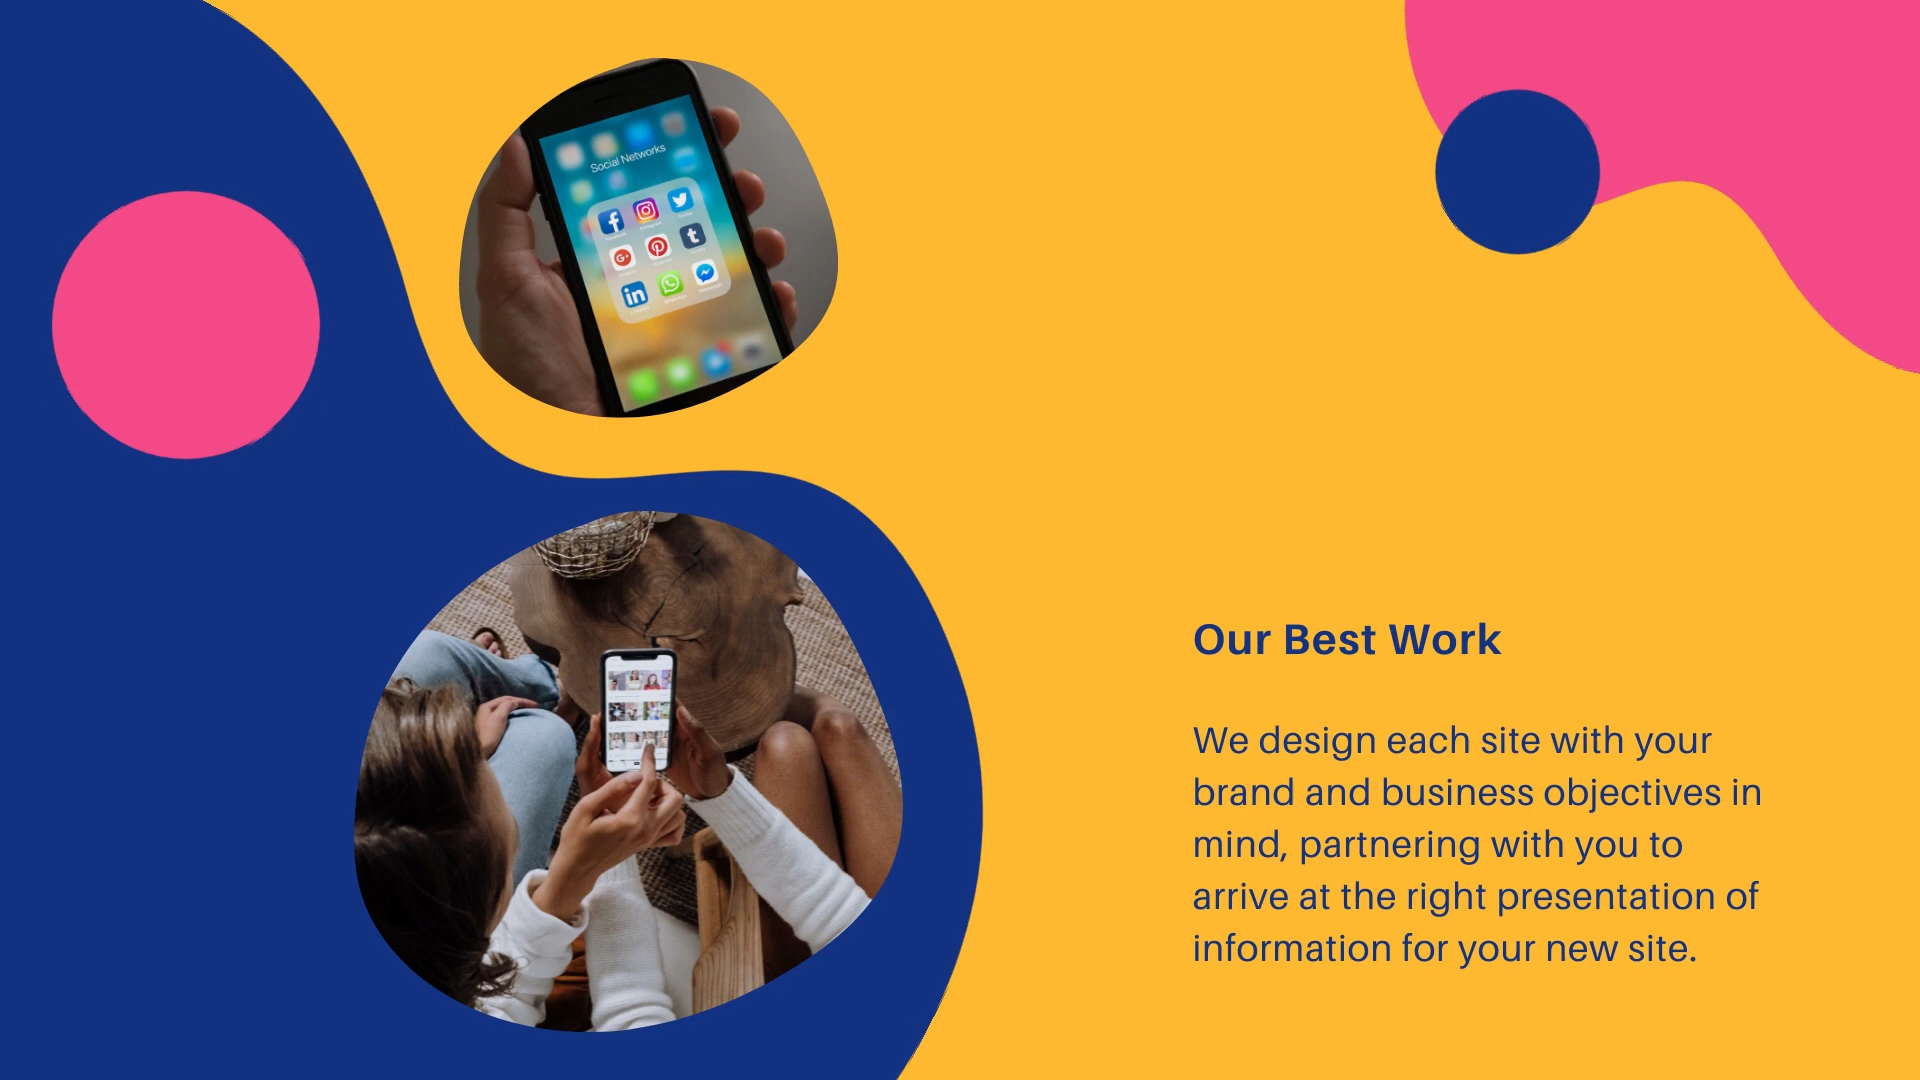 Social Networks
Our Best Work
We design each site with your
brand and business objectives in
mind, partnering with you to
arrive at the right presentation of
information for your new site.